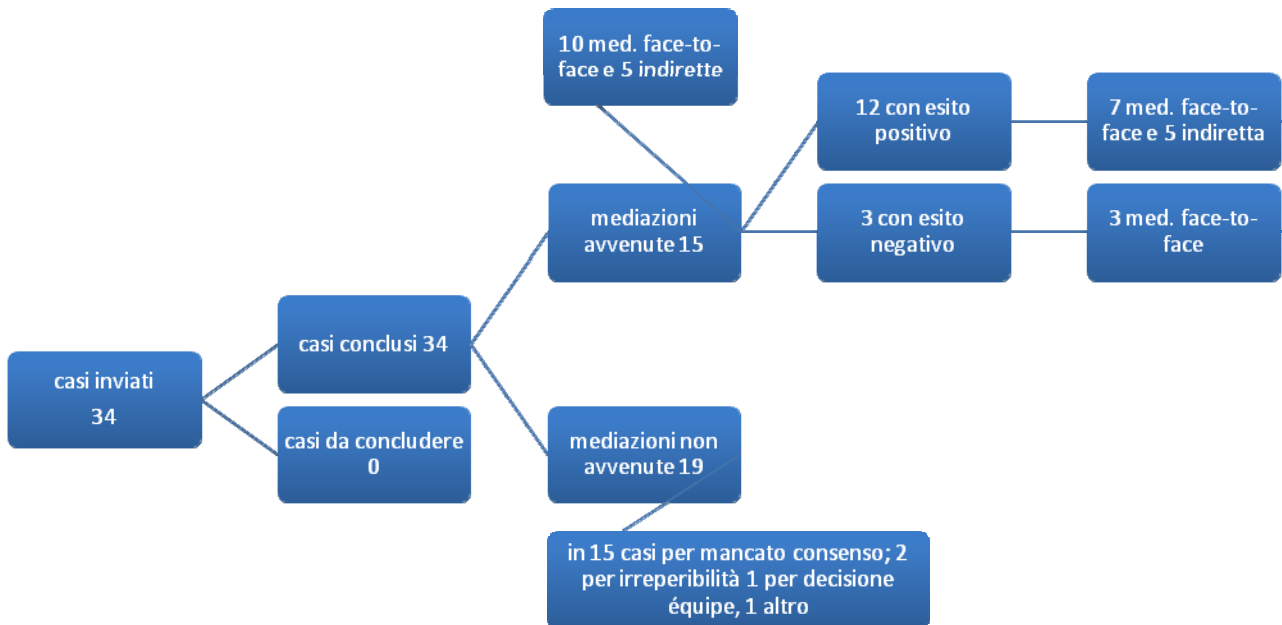 10 med. face-to-
face e 5 indirette
12 con esito
positivo
7 med. face-to-
face e 5 indiretta
mediazioni
avvenute 15
3 con esito
negativo
3 med. face-to-
face
casi conclusi 34
casi inviati
34
casi da concludere
0
mediazioni non
avvenute 19
in 15 casi per mancato consenso; 2
per irreperibilità 1 per decisione
équipe, 1 altro